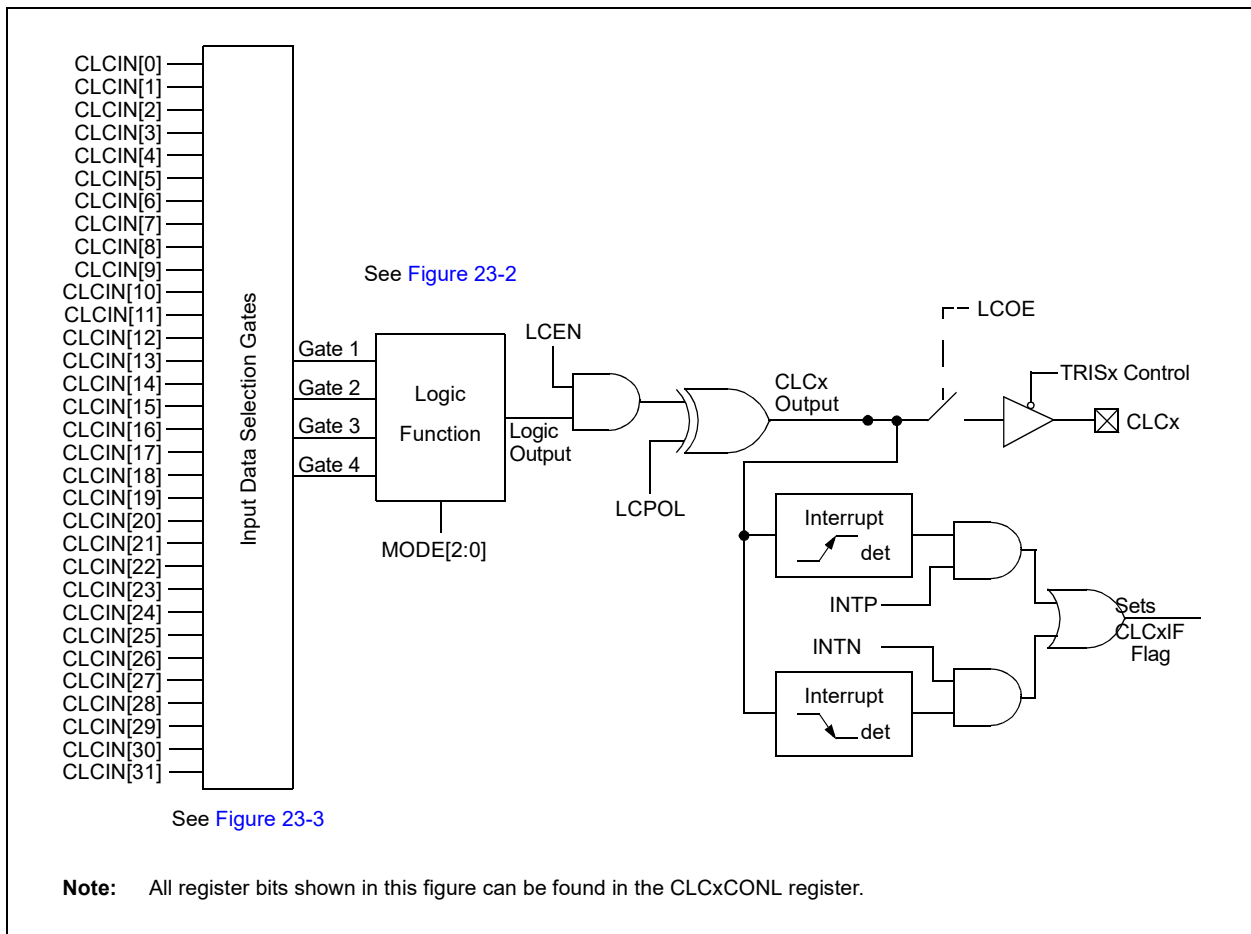 CLCIN[0]
CLCIN[1]
CLCIN[2]
CLCIN[3]
CLCIN[4]
CLCIN[5]
CLCIN[6]
CLCIN[7]
CLCIN[8]
CLCIN[9]
CLCIN[10]
CLCIN[11]
CLCIN[12]
CLCIN[13]
CLCIN[14]
CLCIN[15]
CLCIN[16]
CLCIN[17]
CLCIN[18]
CLCIN[19]
CLCIN[20]
CLCIN[21]
CLCIN[22]
CLCIN[23]
CLCIN[24]
CLCIN[25]
CLCIN[26]
CLCIN[27]
CLCIN[28]
CLCIN[29]
CLCIN[30]
CLCIN[31]
Input Data Selection Gates
See Figure 23-3
Gate 1
Gate 2
Gate 3
Gate 4
See Figure 23-2
Logic
Function
MODE[2:0]
Logic
Output
LCEN
LCPOL
CLCx
Output
LCOE
TRISx Control
CLCx
Interrupt
det
INTP
INTN
Interrupt
det
Sets
CLCxIF
Flag
Note: All register bits shown in this figure can be found in the CLCxCONL register.